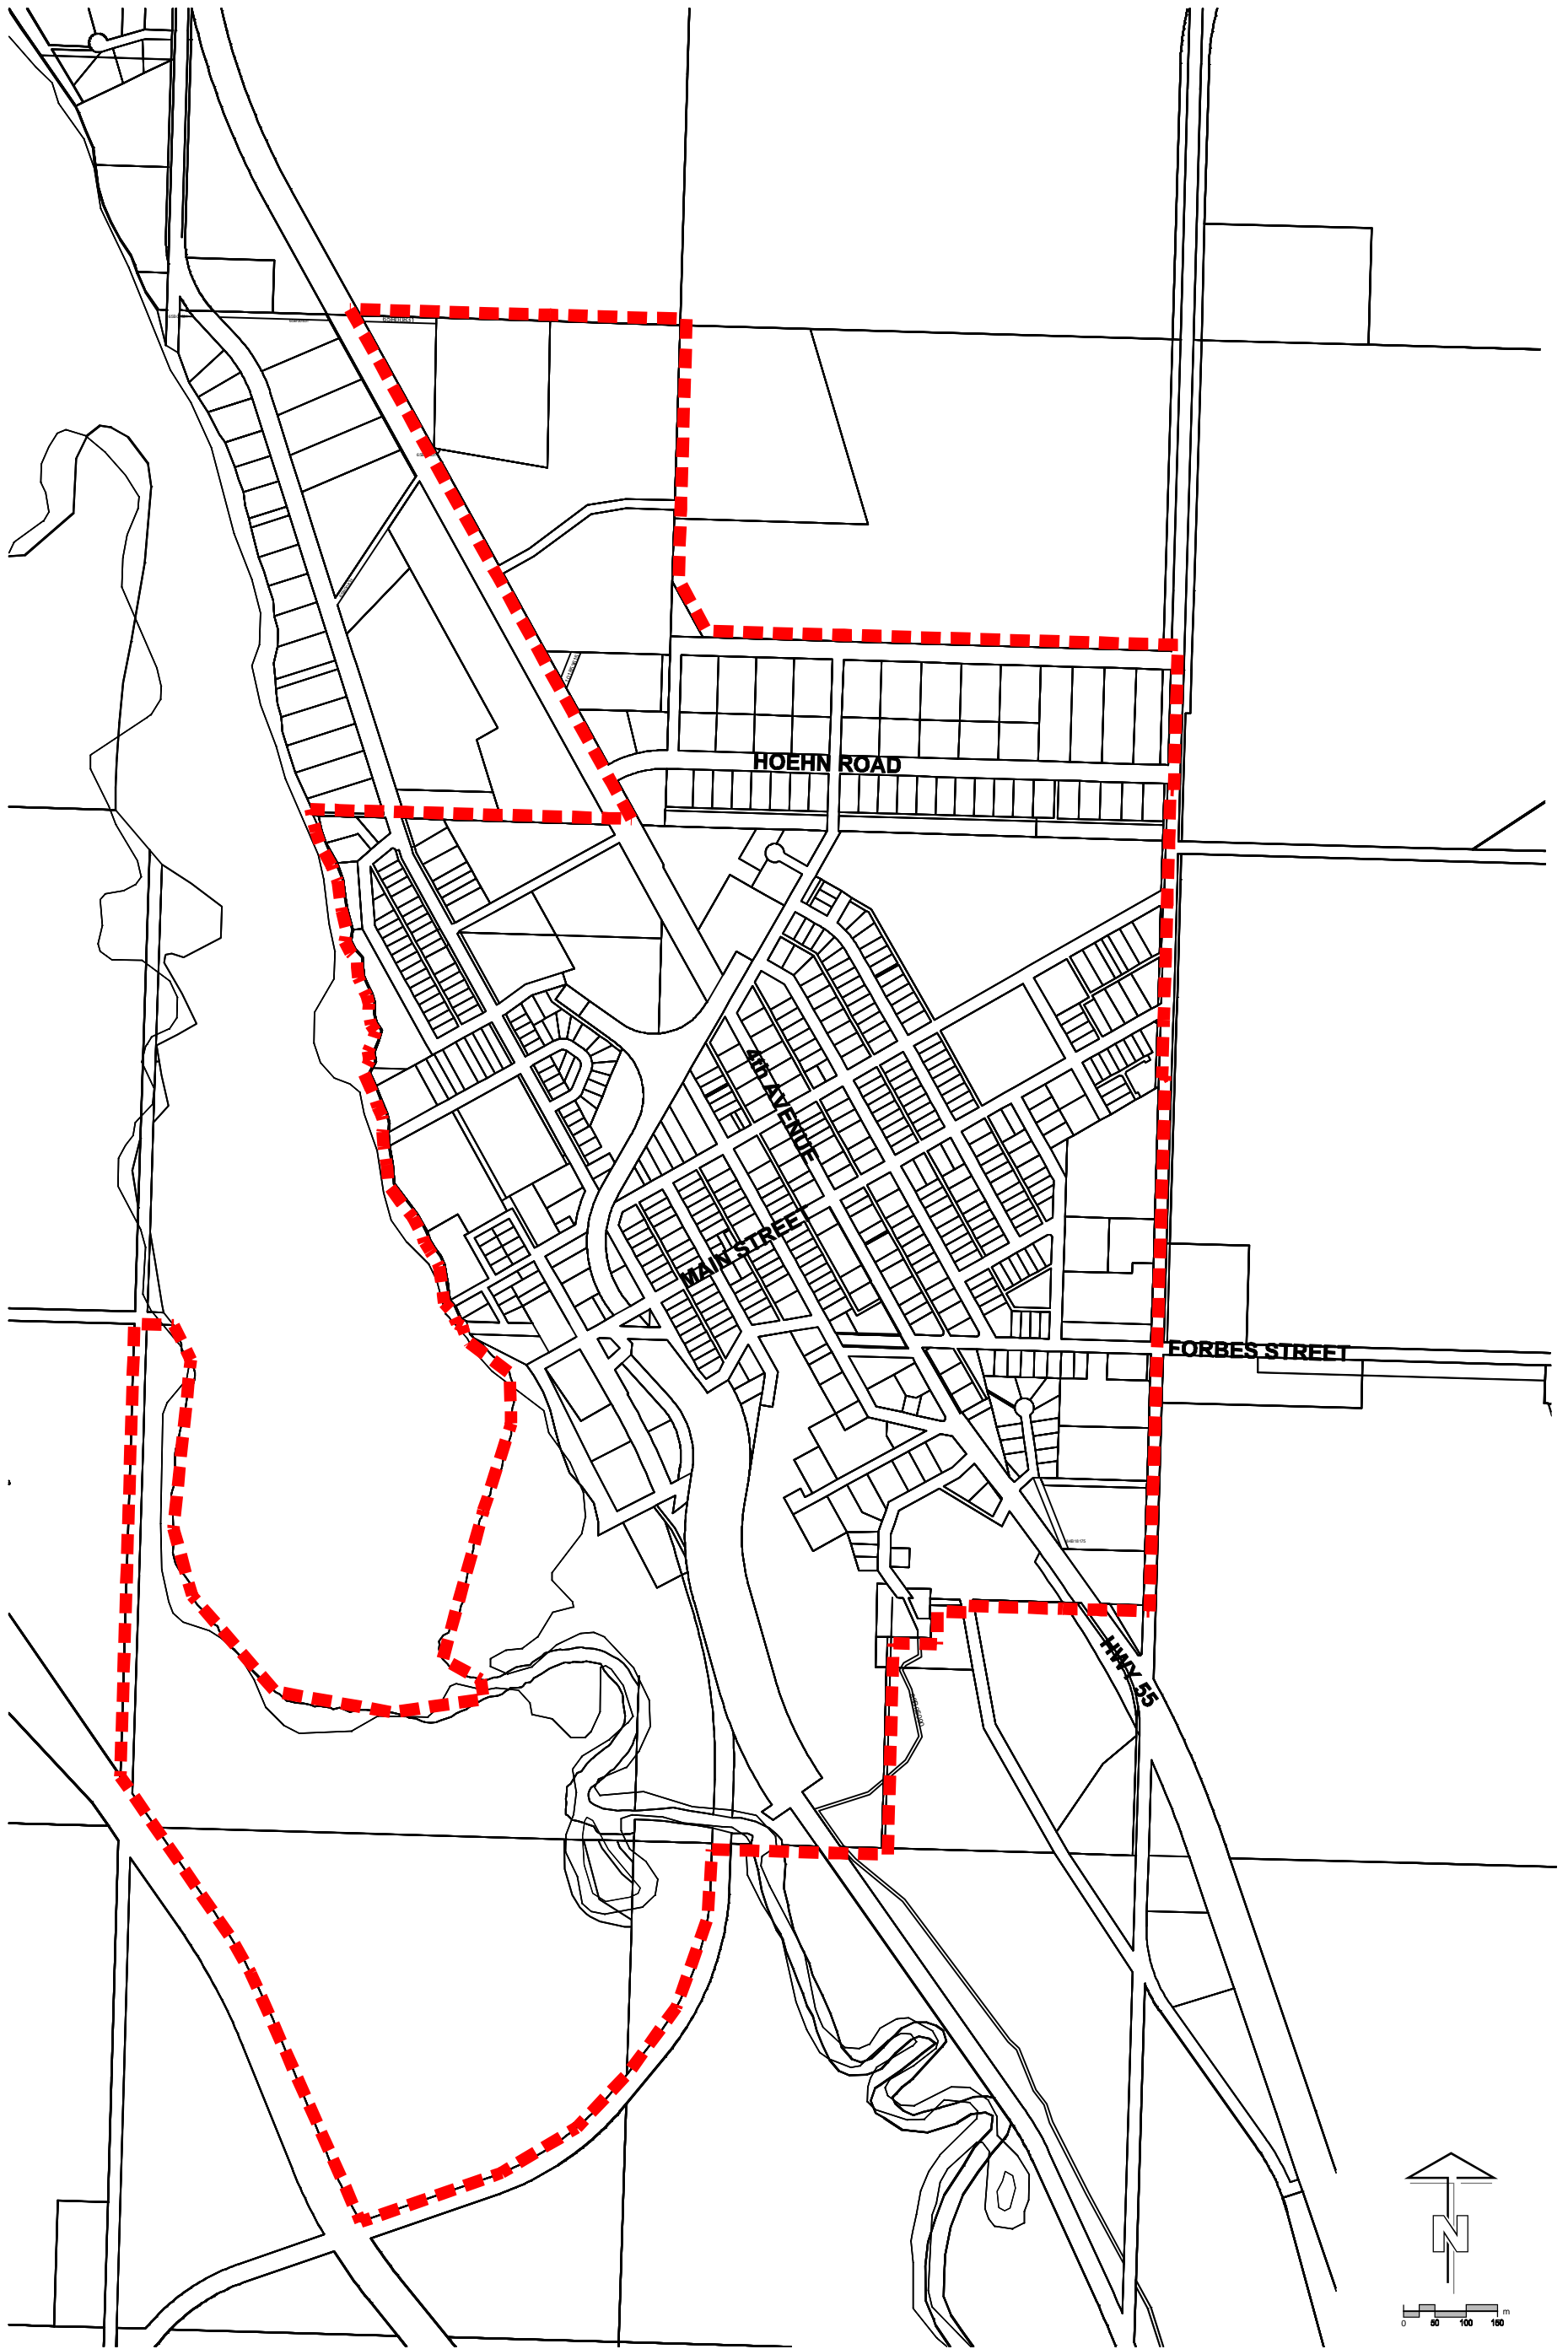 HOEHN ROAD
4th AVENUE
MAIN STREET
FORBES STREET
HWY 55
N
m
0 50 100 150